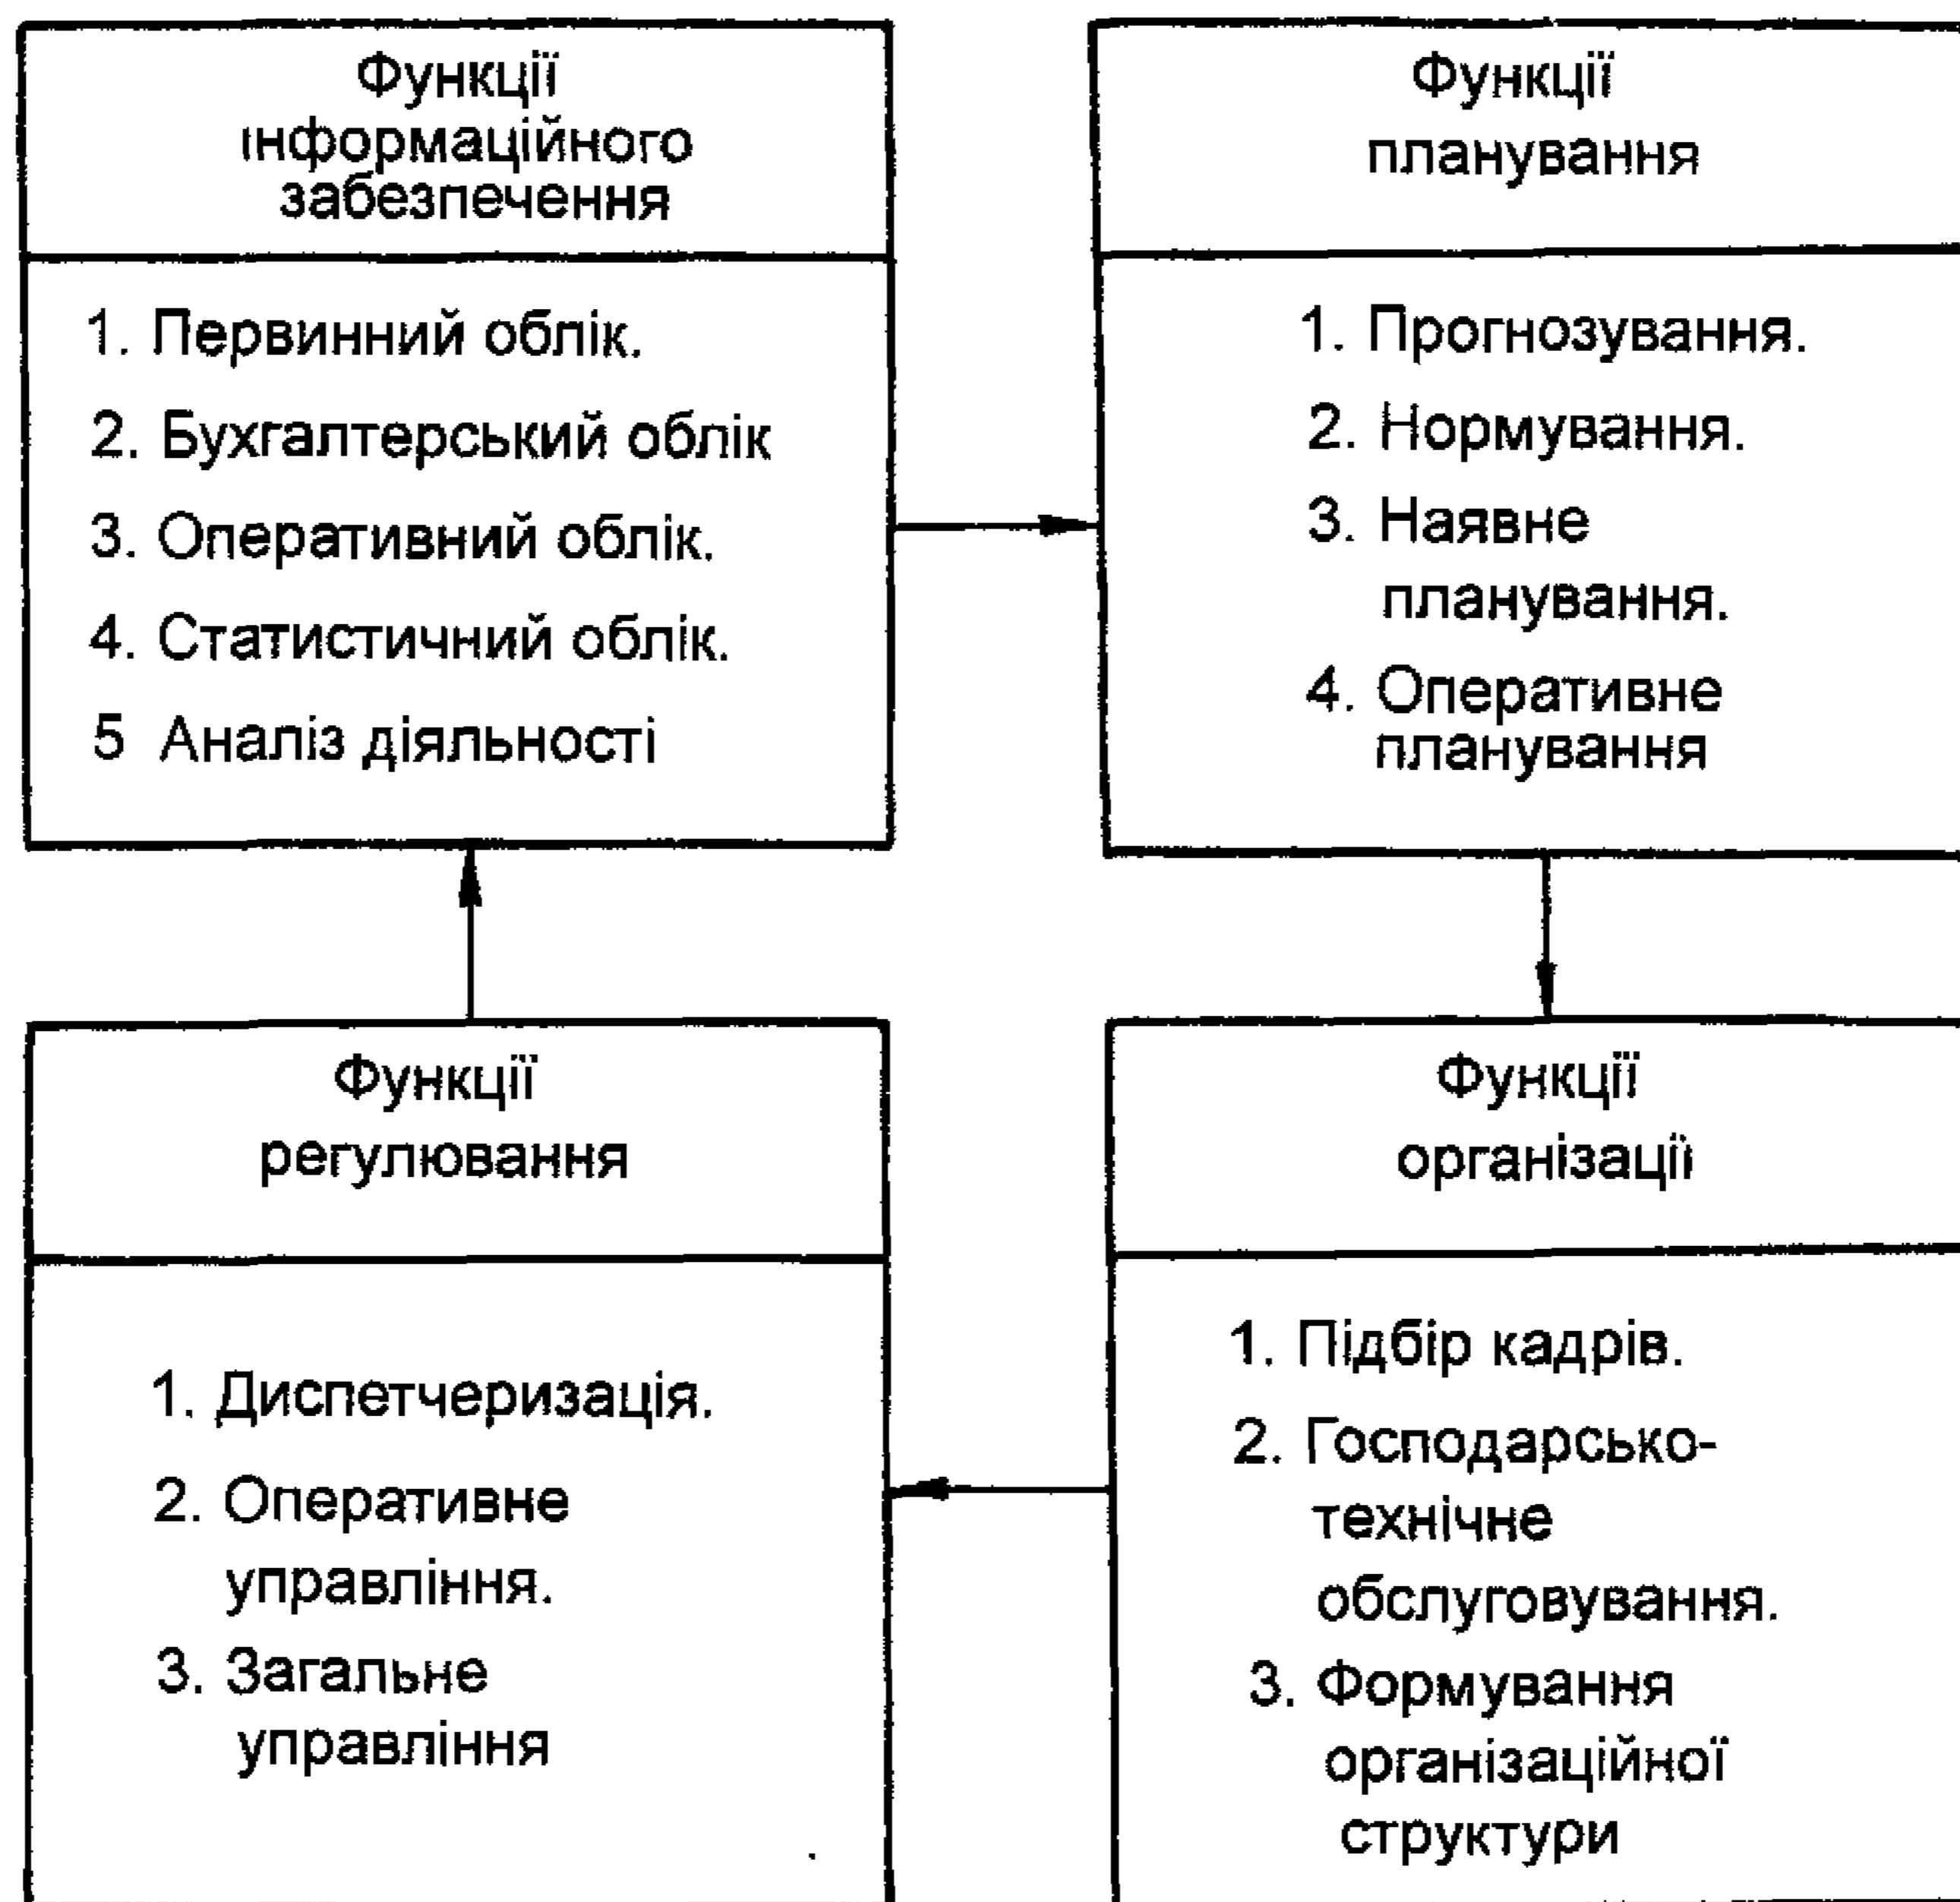 Функції
інформаційного
забезпечення
1. Первинний облік.
2. Бухгалтерський облік
3. Оперативний облік.
4. Статистичний облік.
5 Аналіз діяльності
Функції
планування
1. Прогнозування.
2. Нормування.
3. Наявне
планування.
4. Оперативне
планування
Функції
регулювання
1. Диспетчеризація.
2. Оперативне
управління.
3. Загальне
управління
Функції
організації
1. Підбір кадрів.
2. Господарсько-
технічне
обслуговування.
3. Формування
організаційної
структури